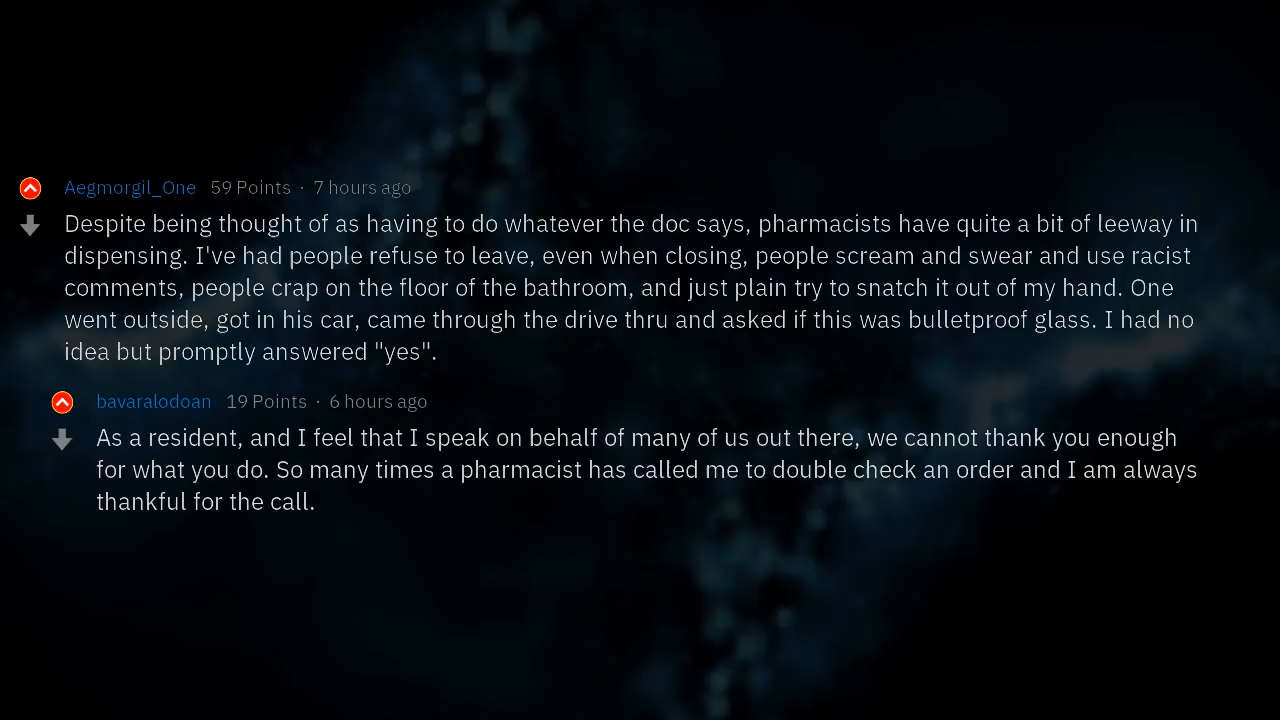 Aegmorgil_One 59 Points · 7 hours ago
Despite being thought of as having to do whatever the doc says, pharmacists have quite a bit of leeway in
dispensing. I've had people refuse to leave, even when closing, people scream and swear and use racist
comments, people crap on the floor of the bathroom, and just plain try to snatch it out of my hand. One
went outside, got in his car, came through the drive thru and asked if this was bulletproof glass. I had no
idea but promptly answered "yes".
bavaralodoan 19 Points · 6 hours ago
As a resident, and I feel that I speak on behalf of many of us out there, we cannot thank you enough
for what you do. So many times a pharmacist has called me to double check an order and I am always
thankful for the call.